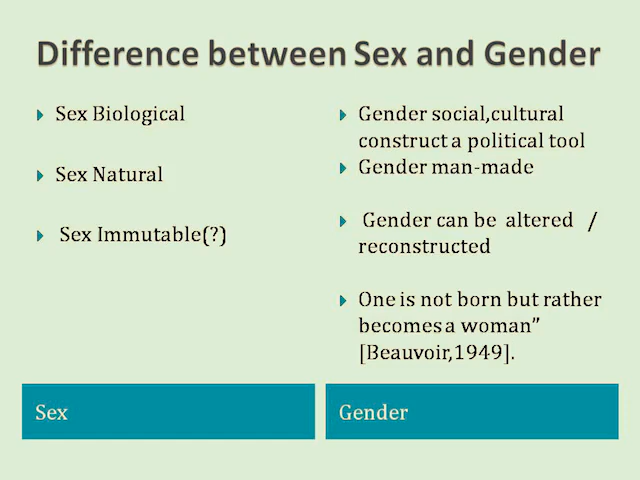 Difference between Sex and Gender
Sex Biological
Sex Natural
Sex Immutable(?)
Gender social,cultural
construct a political tool
Gender man-made
Gender can be altered /
reconstructed
One is not born but rather
becomes a woman”
[Beauvoir,1949].
Sex
Gender